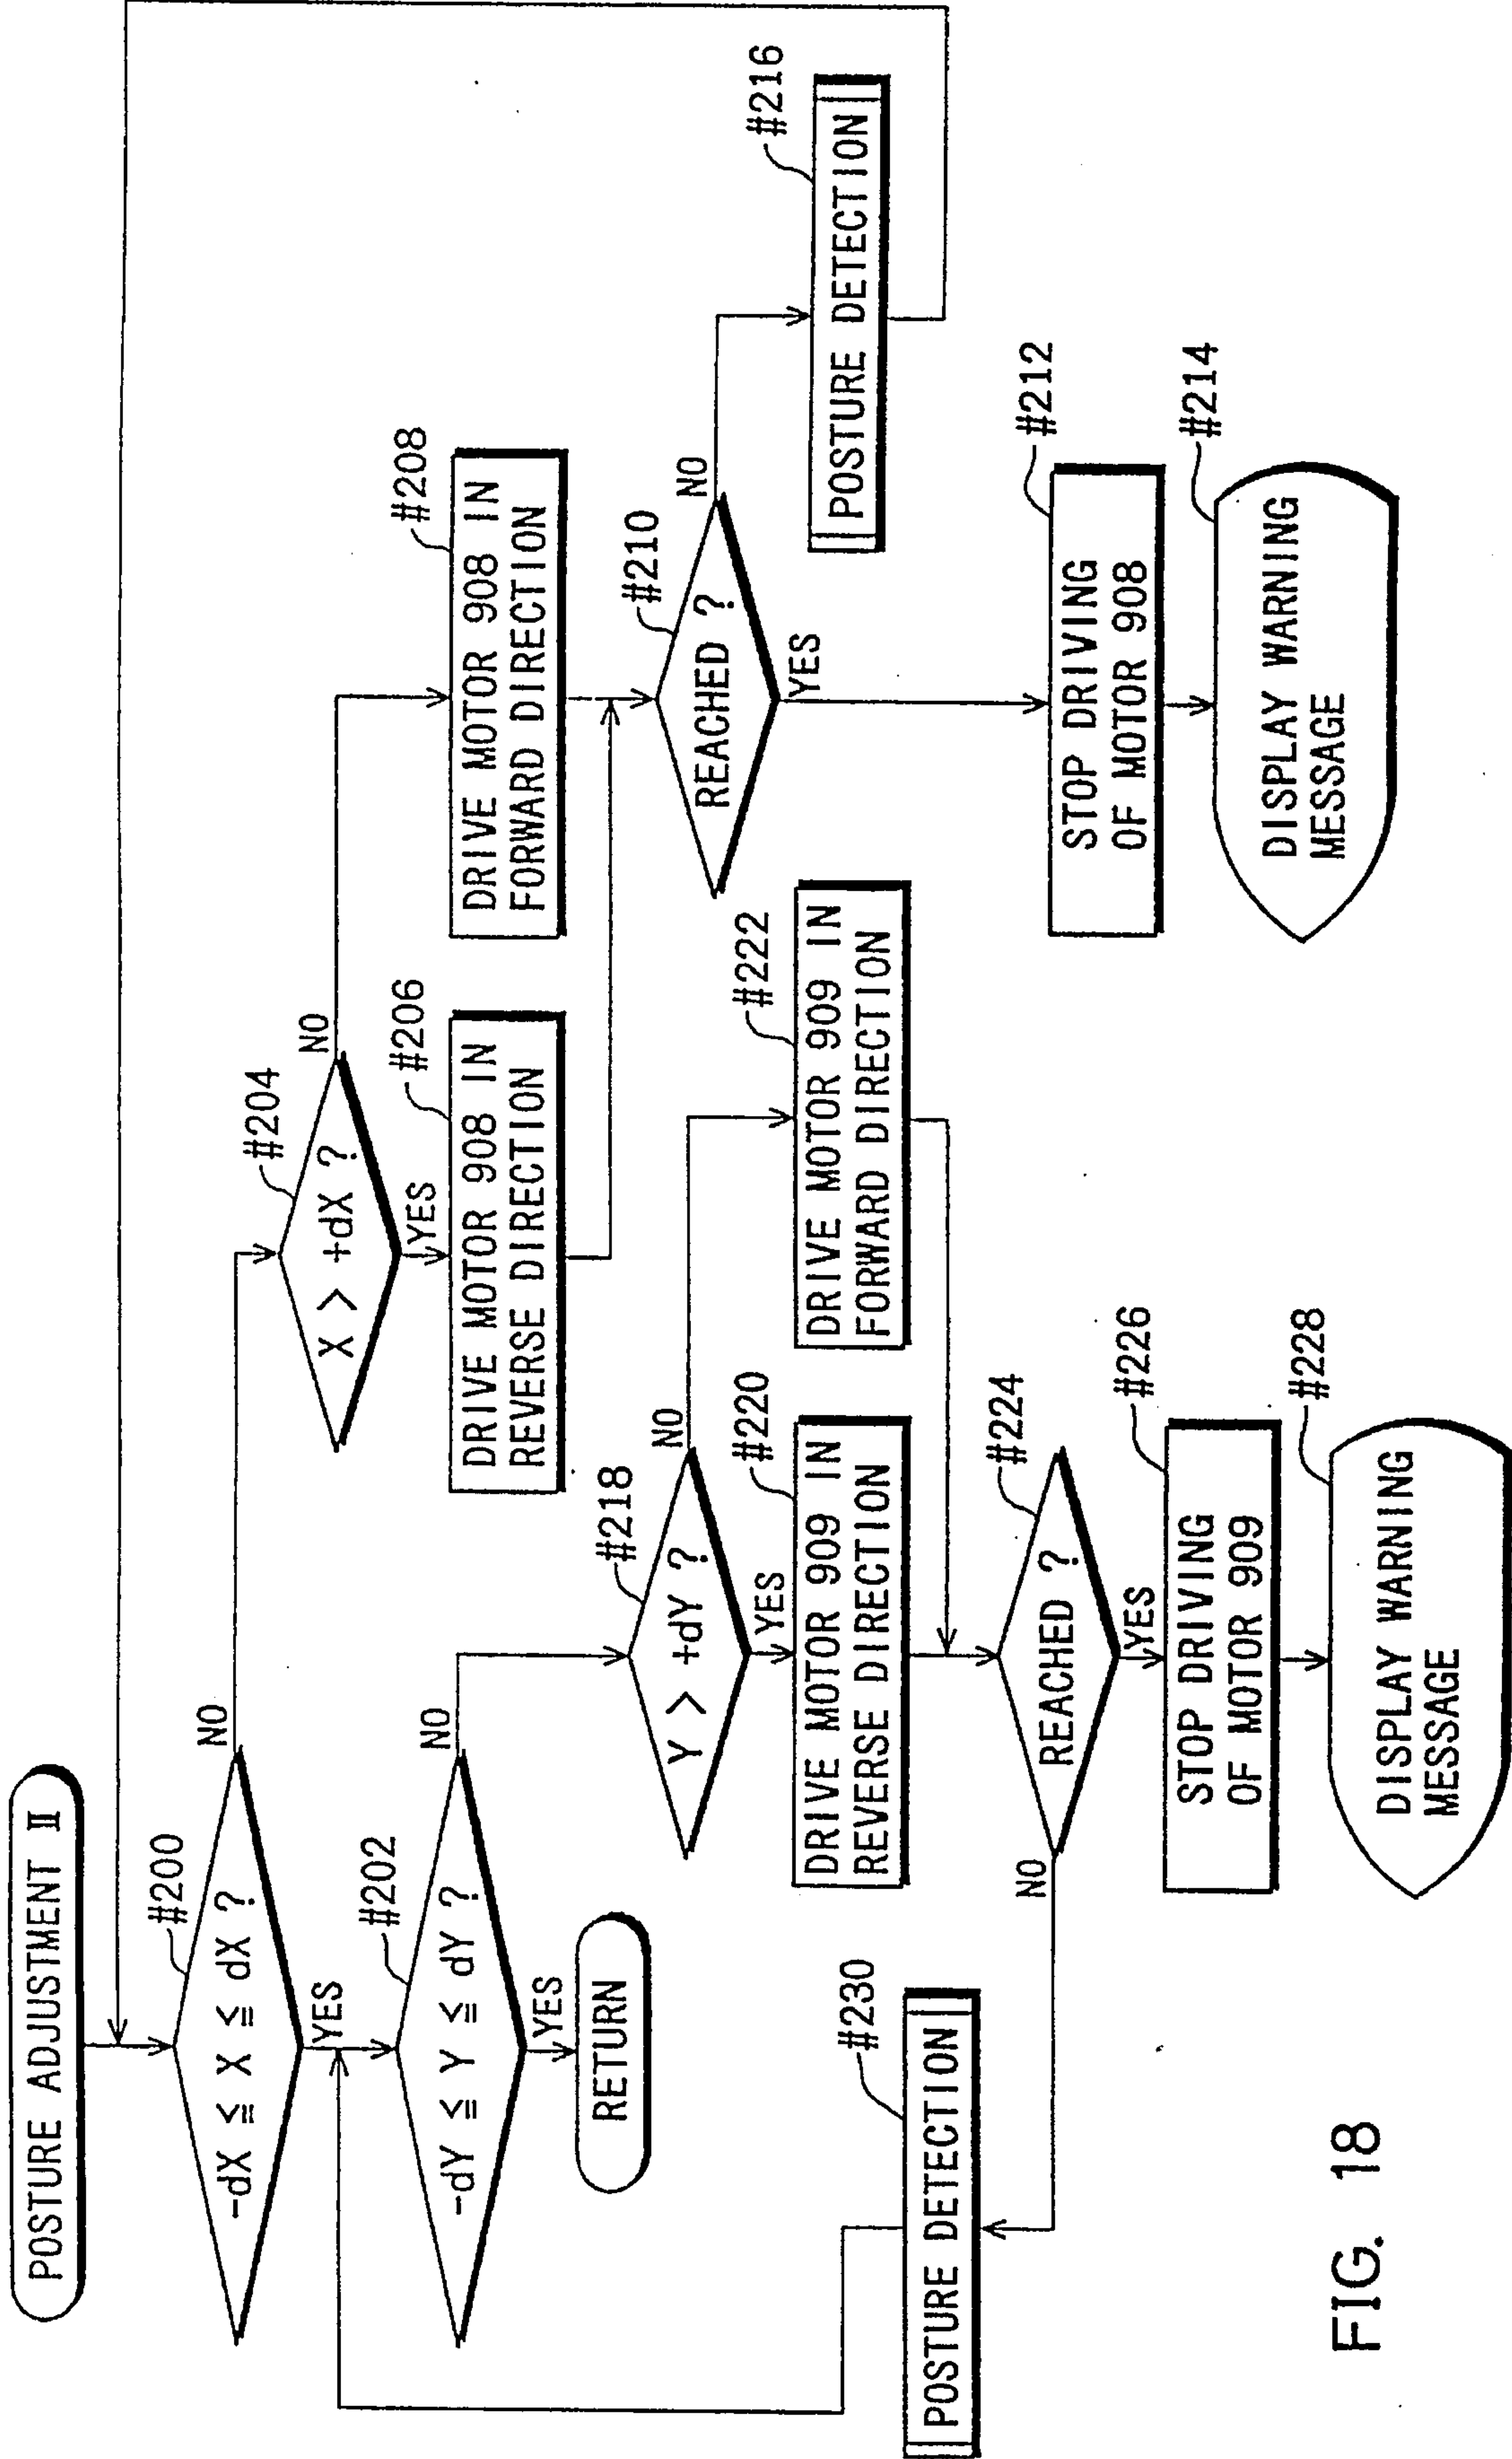 POSTURE ADJUSTMENT II
#200
-dX ≦ X ≦ dX ?
NO
YES
#202
-dY ≦ Y ≦ dY ?
NO
YES
RETURN
#204
X > +dX ?
NO
YES
#206
DRIVE MOTOR 908 IN
REVERSE DIRECTION
#208
DRIVE MOTOR 908 IN
FORWARD DIRECTION
#210
REACHED ?
NO
YES
#212
STOP DRIVING
OF MOTOR 908
#214
DISPLAY WARNING
MESSAGE
#216
POSTURE DETECTION
#218
Y > +dY ?
NO
YES
#220
DRIVE MOTOR 909 IN
REVERSE DIRECTION
#222
DRIVE MOTOR 909 IN
FORWARD DIRECTION
#224
REACHED ?
NO
YES
#226
STOP DRIVING
OF MOTOR 909
#228
DISPLAY WARNING
MESSAGE
#230
POSTURE DETECTION
FIG. 18